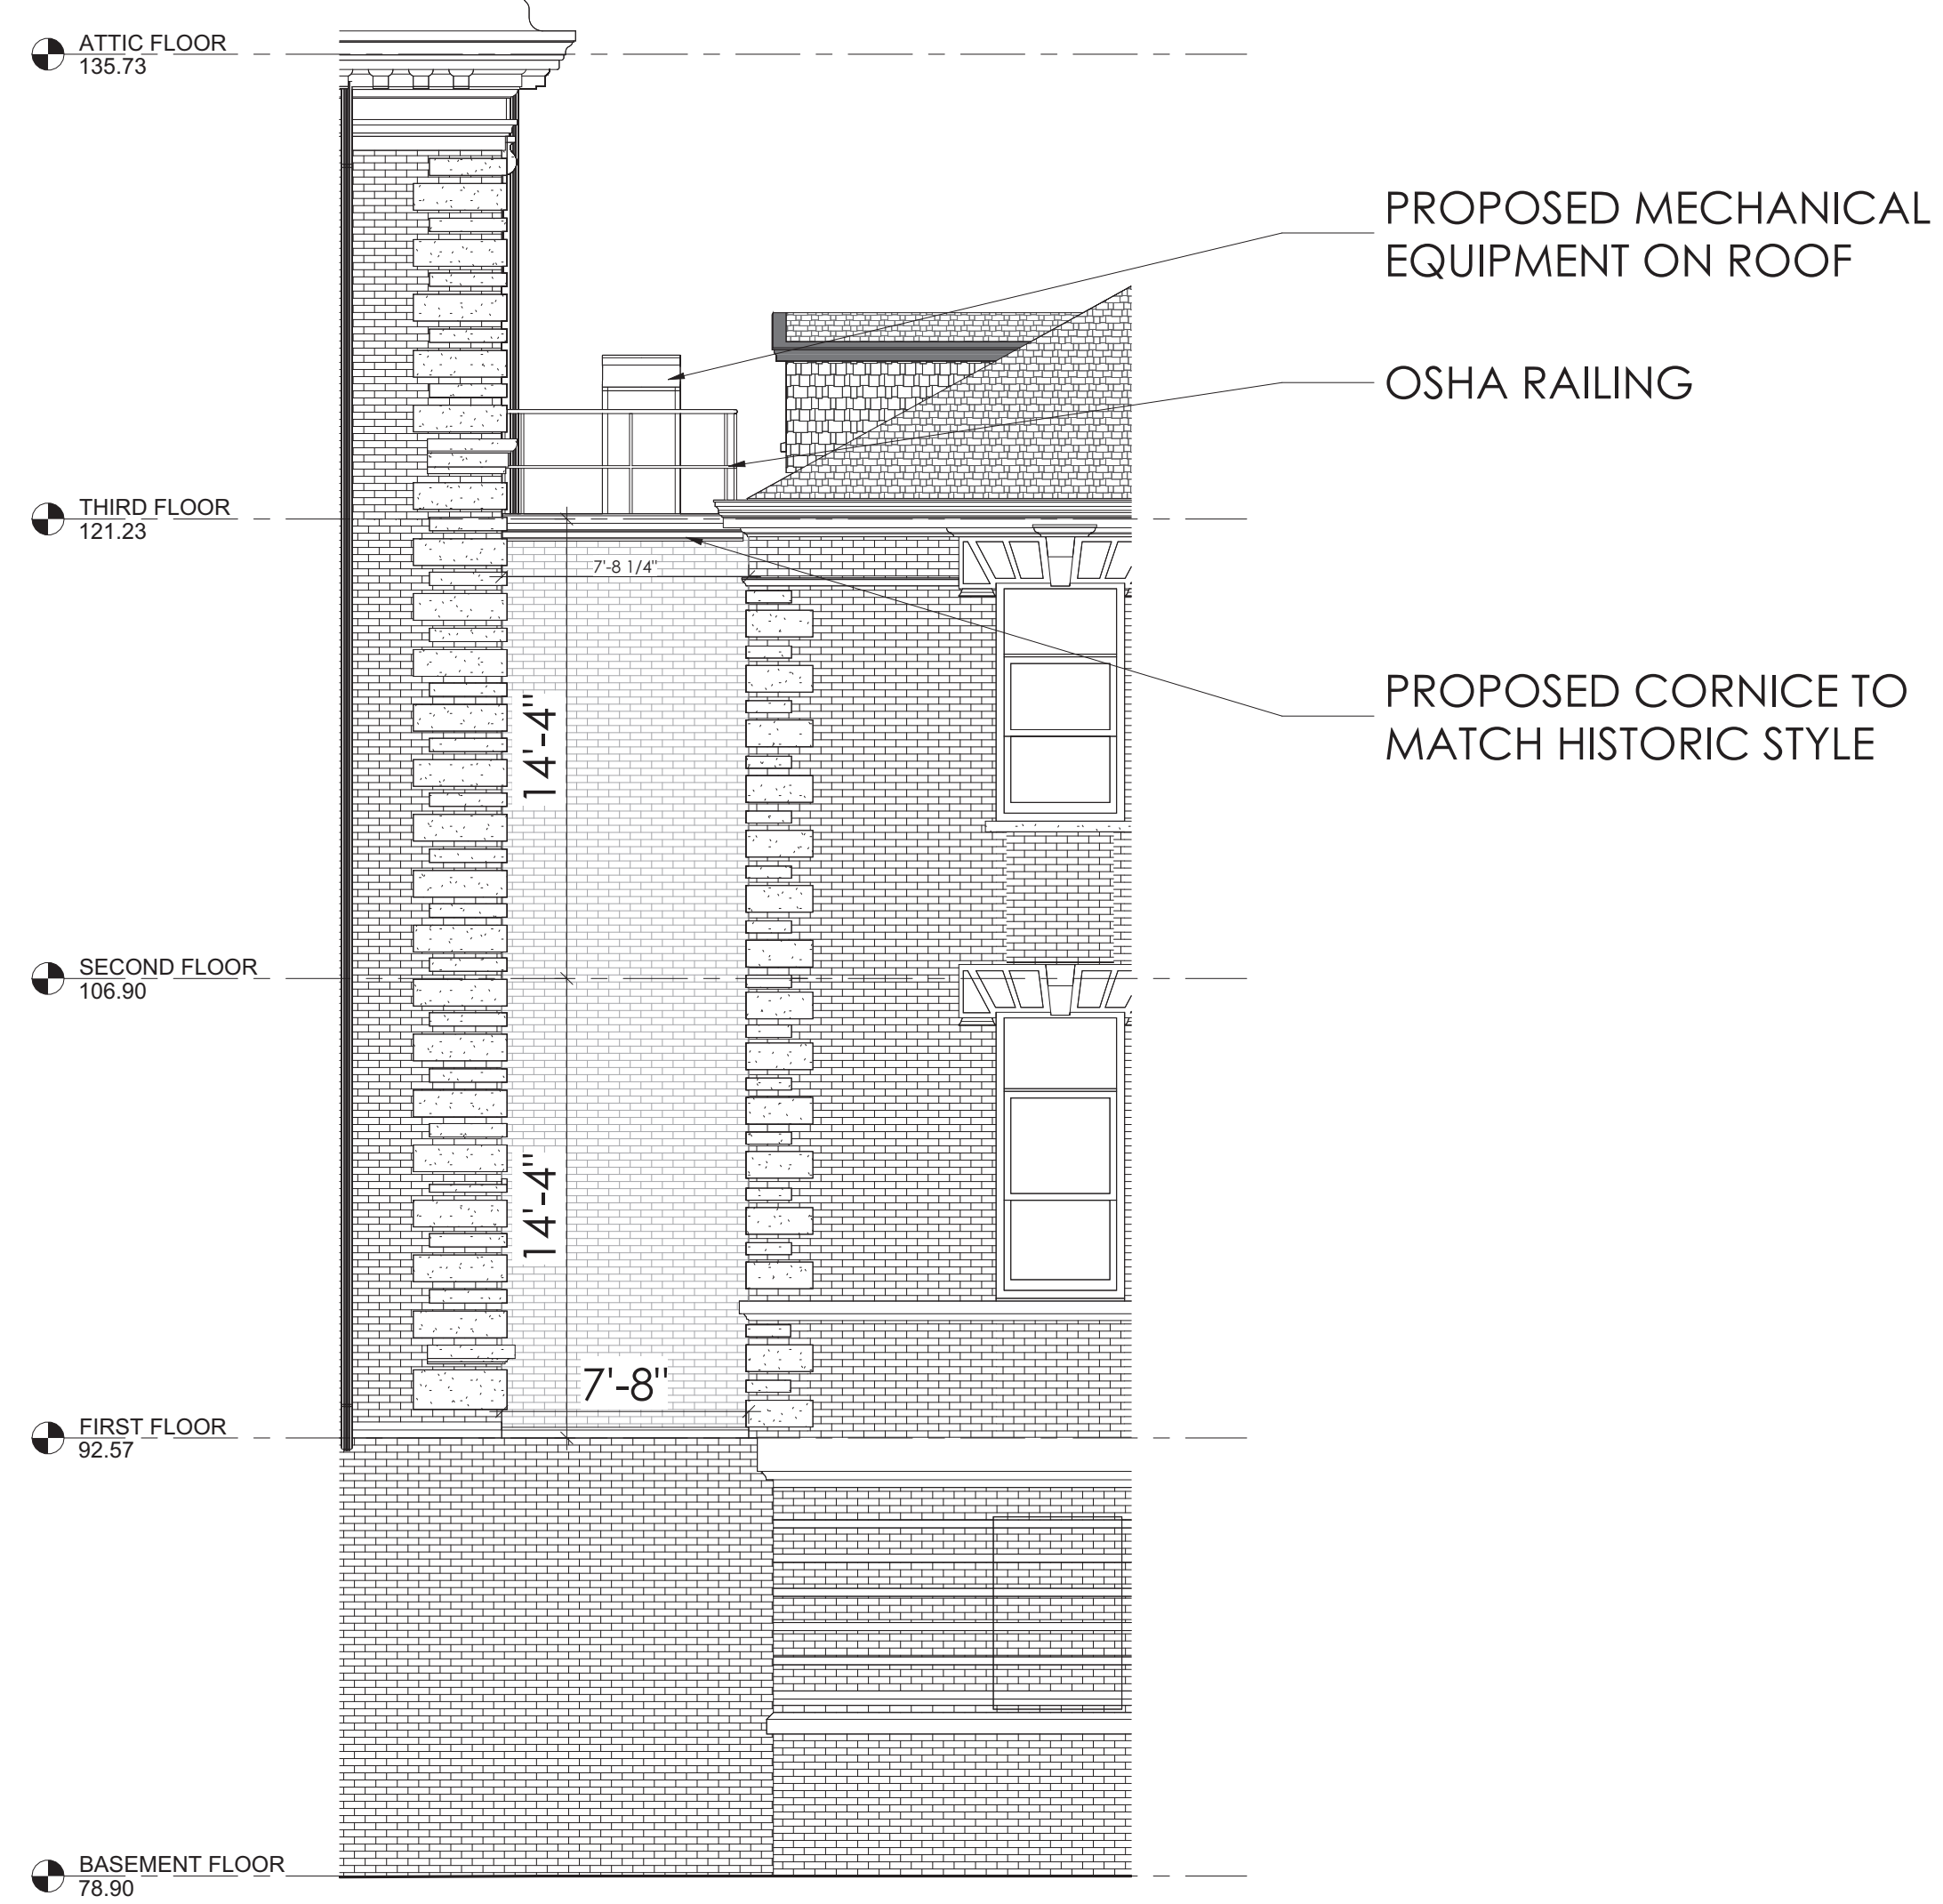 ATTIC FLOOR
135.73
PROPOSED MECHANICAL
EQUIPMENT ON ROOF
OSHA RAILING
THIRD FLOOR
121.23
7'-8 1/4"
PROPOSED CORNICE TO
MATCH HISTORIC STYLE
14'-4"
SECOND FLOOR
106.90
14'-4"
7'-8"
FIRST FLOOR
92.57
BASEMENT FLOOR
78.90